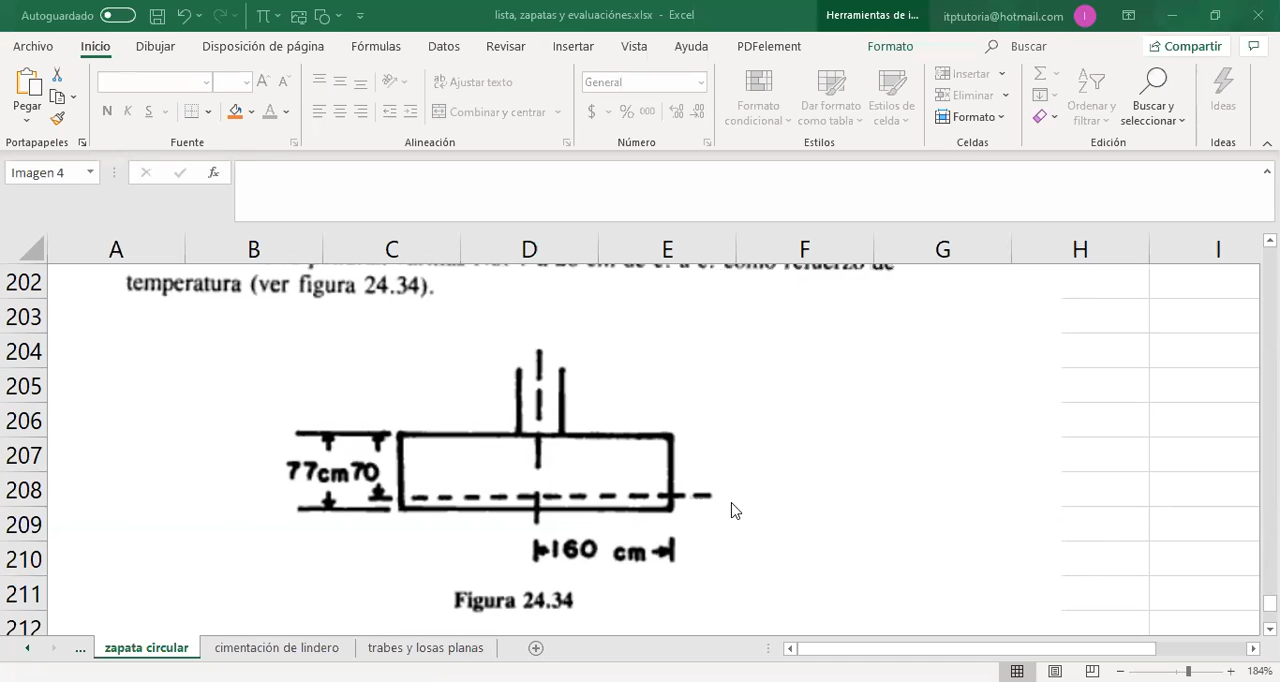 Autoguardado
lista, zapatas y evaluaciónes.xlsx - Excel
Herramientas de i...
itptutoria@hotmail.com
I
Archivo Inicio Dibujar Disposición de página Fórmulas Datos Revisar Insertar Vista Ayuda PDFelement Formato Buscar Compartir
Pegar
N K S
Ajustar texto
Combinar y centrar
General
$ % 000
Formato condicional
Dar formato como tabla
Estilos de celda
Insertar
Eliminar
Formato
Ordenar y filtrar
Buscar y seleccionar
Ideas
Portapapeles Fuente Alineación Número Estilos Celdas Edición Ideas
Imagen 4 fx
A B C D E F G H I
202
temperatura (ver figura 24.34).
203
204
205
206
207
77cm 70
208
209
210
160 cm
211
Figura 24.34
212
... zapata circular cimentación de lindero trabes y losas planas
184%